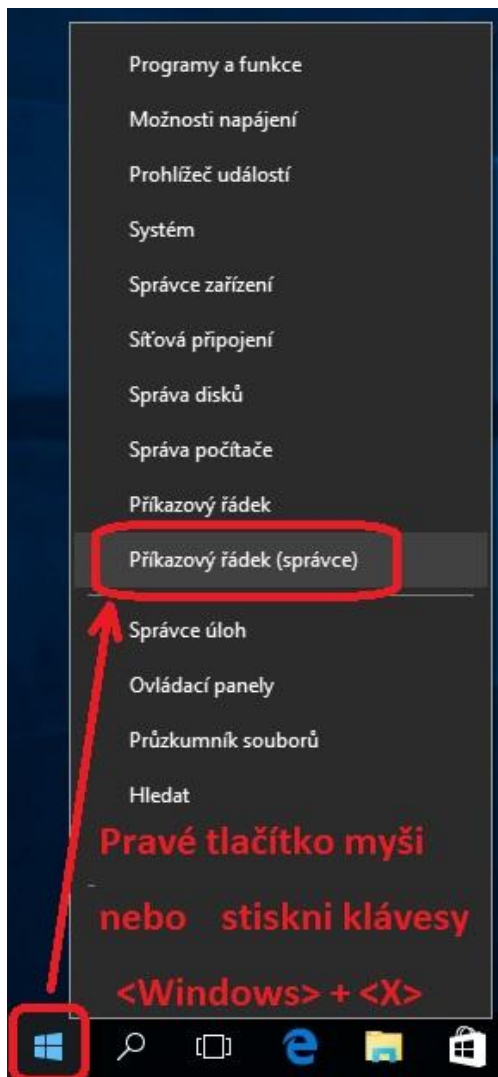 Programy a funkce
Možnosti napájení
Prohlížeč událostí
Systém
Správce zařízení
Síťová připojení
Správa disků
Správa počítače
Příkazový řádek
Příkazový řádek (správce)
Správce úloh
Ovládací panely
Průzkumník souborů
Hledat
Pravé tlačítko myši
nebo stiskni klávesy
<Windows> + <X>